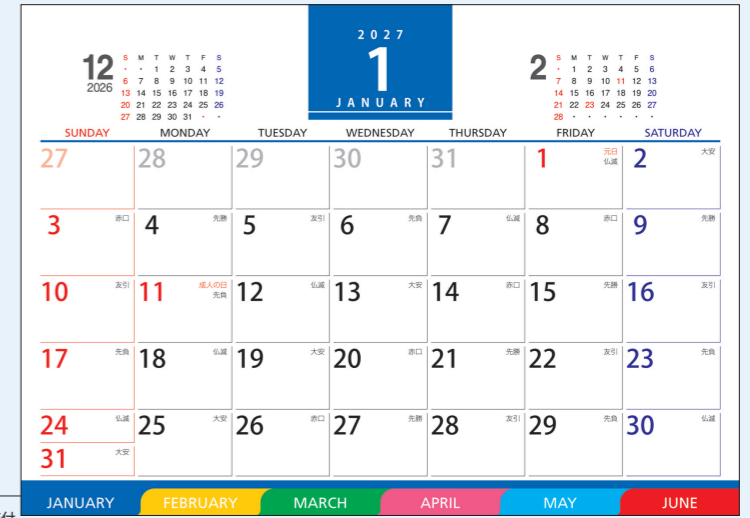 2027
1
JANUARY
12
2026
S M T W T F S
・ ・ 1 2 3 4 5
6 7 8 9 10 11 12
13 14 15 16 17 18 19
20 21 22 23 24 25 26
27 28 29 30 31 ・ ・
2
S M T W T F S
・ 1 2 3 4 5 6
7 8 9 10 11 12 13
14 15 16 17 18 19 20
21 22 23 24 25 26 27
28 ・ ・ ・ ・ ・ ・
SUNDAY MONDAY TUESDAY WEDNESDAY THURSDAY FRIDAY SATURDAY
27 28 29 30 31 1 元日 仏滅 2 大安
3 赤口 4 先勝 5 友引 6 先負 7 仏滅 8 赤口 9 先勝
10 友引 11 成人の日 先負 12 仏滅 13 大安 14 赤口 15 先勝 16 友引
17 先負 18 仏滅 19 大安 20 赤口 21 先勝 22 友引 23 先負
24 仏滅 25 大安 26 赤口 27 先勝 28 友引 29 先負 30 仏滅
31 大安
JANUARY FEBRUARY MARCH APRIL MAY JUNE